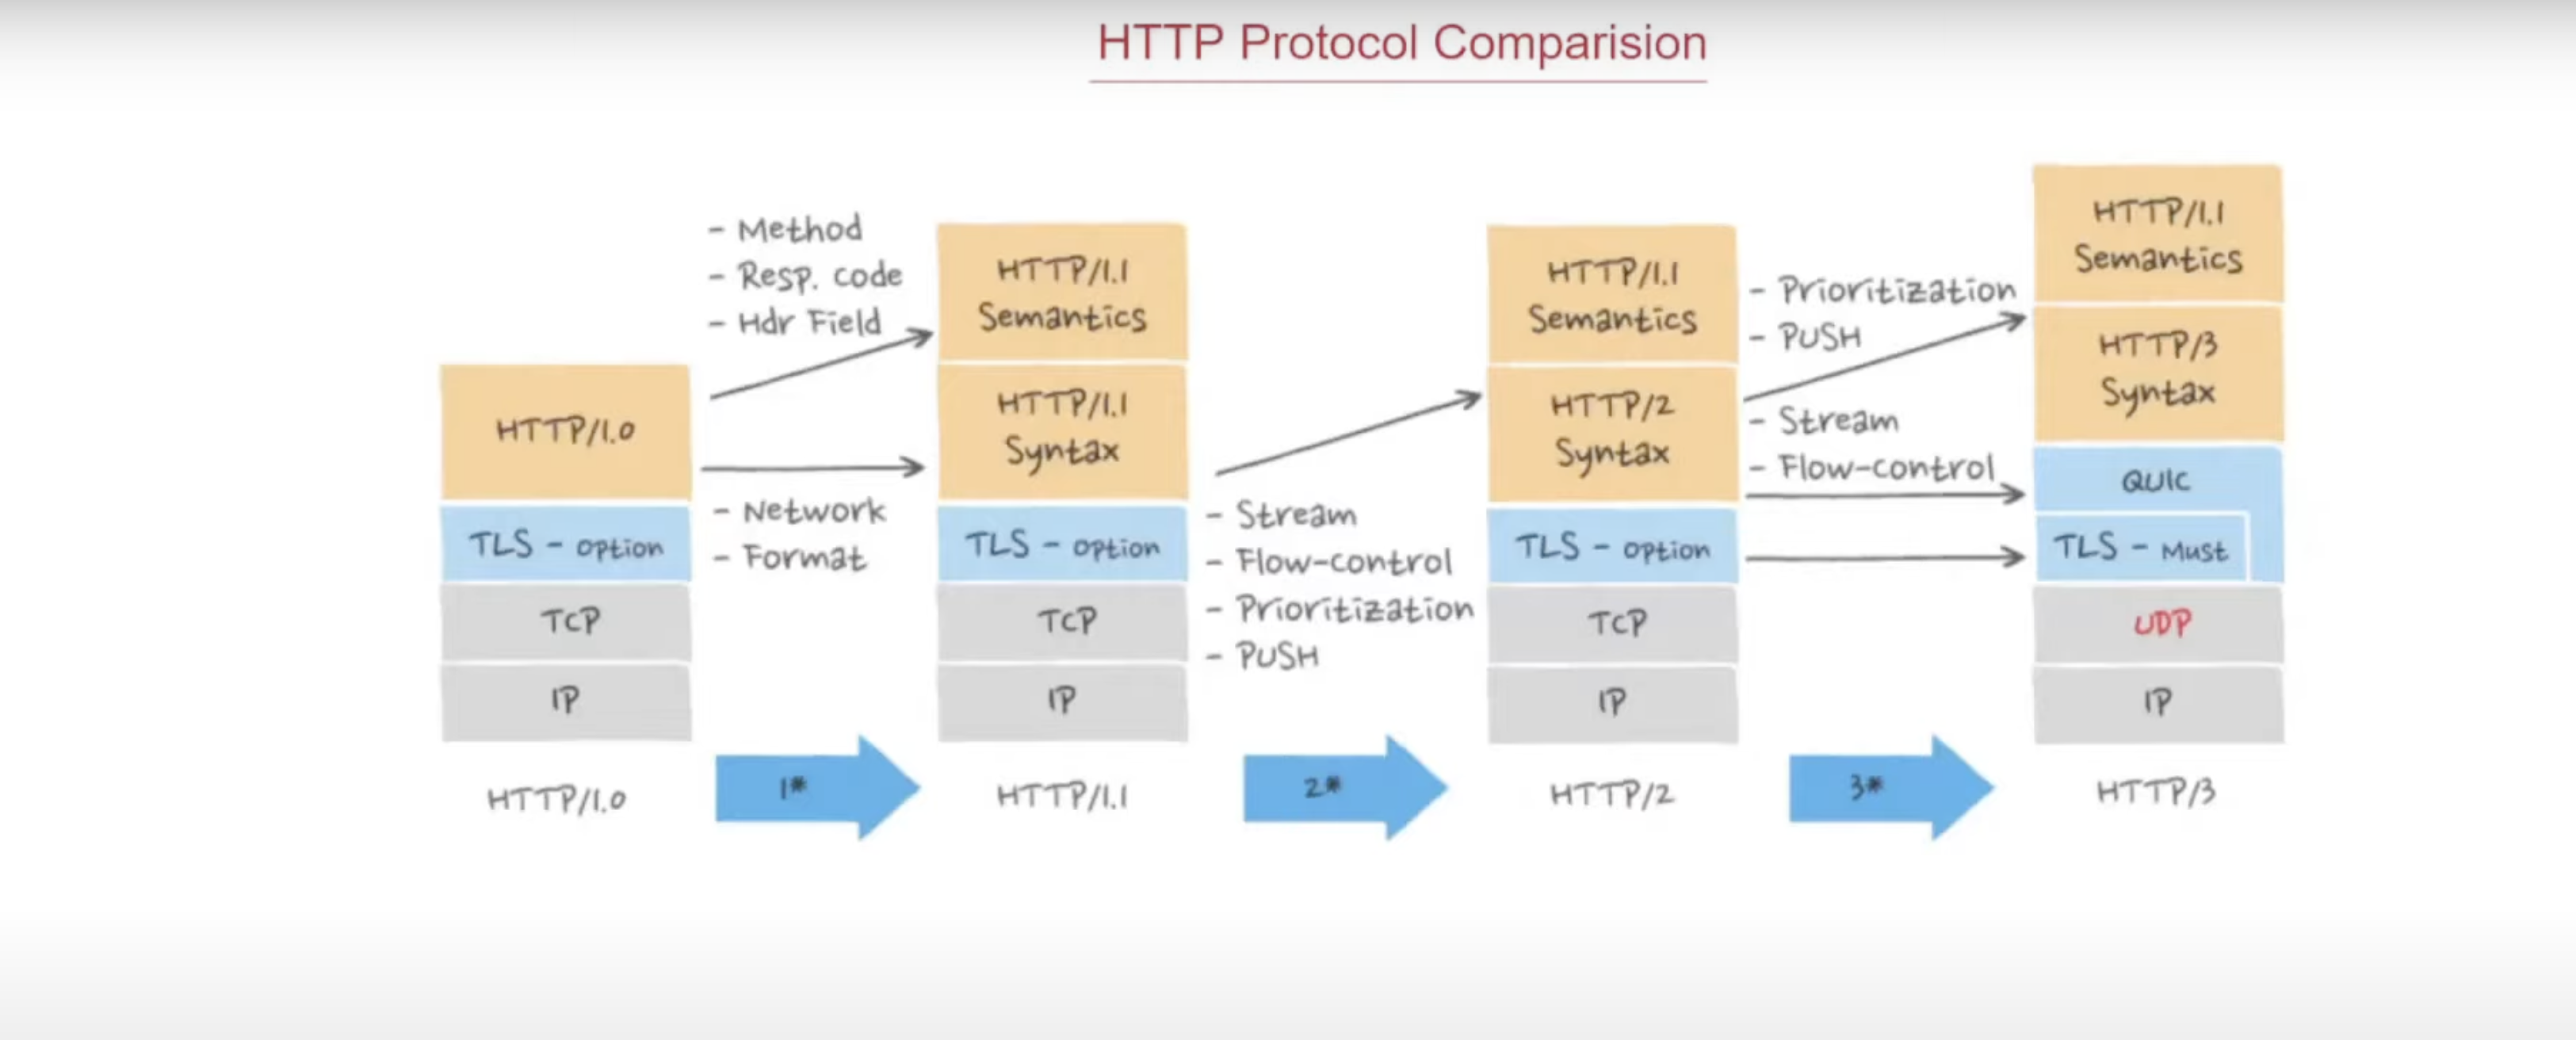 HTTP Protocol Comparision
HTTP/1.0
TLS - option
TCP
IP
HTTP/1.0
- Method
- Resp. code
- Hdr Field
- Network
- Format
1*
HTTP/1.1
Semantics
HTTP/1.1
Syntax
TLS - option
TCP
IP
HTTP/1.1
- Stream
- Flow-control
- Prioritization
- PUSH
2*
HTTP/1.1
Semantics
HTTP/2
Syntax
TLS - option
TCP
IP
HTTP/2
- Prioritization
- PUSH
- Stream
- Flow-control
3*
HTTP/1.1
Semantics
HTTP/3
Syntax
QUIC
TLS - Must
UDP
IP
HTTP/3